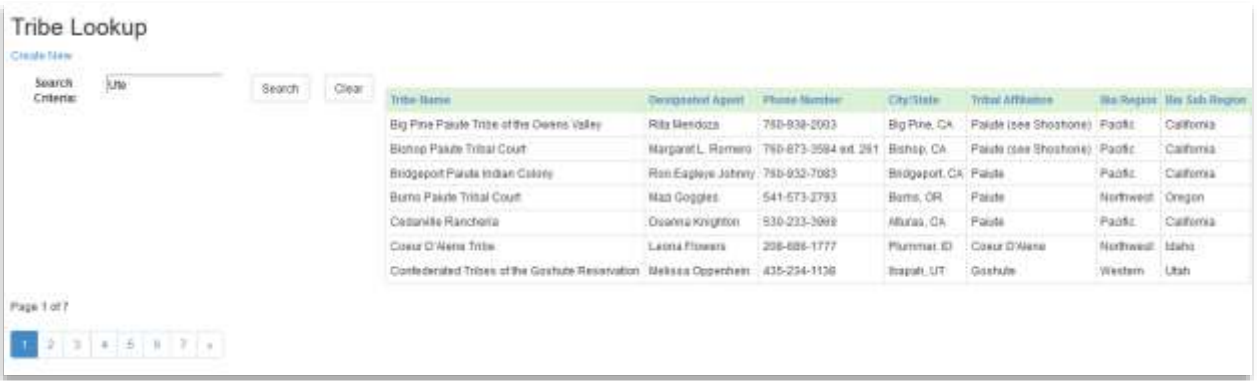 Tribe Lookup
Create New
Search Criteria: Ute Search Clear
Tribe Name Designated Agent Phone Number City/State Tribal Affiliation Bia Region Bia Sub Region
Big Pine Paiute Tribe of the Owens Valley Rita Mendoza 760-938-2003 Big Pine, CA Paiute (see Shoshone) Pacific California
Bishop Paiute Tribal Court Margaret L. Romero 760-873-3584 ext. 261 Bishop, CA Paiute (see Shoshone) Pacific California
Bridgeport Paiute Indian Colony Ron Eagleye Johnny 760-932-7083 Bridgeport, CA Paiute Pacific California
Burns Paiute Tribal Court Goggles 541-573-2793 Burns, OR Paiute Northwest Oregon
Cedarville Rancheria Deanna Knighton 530-233-3969 Alturas, CA Paiute Pacific California
Coeur D'Alene Tribe Leona Flowers 208-686-1777 Plummer, ID Coeur D'Alene Northwest Idaho
Confederated Tribes of the Goshute Reservation Melissa Oppenhein 435-234-1138 Ibapah, UT Goshute Western Utah
Page 1 of 7
1 2 3 4 5 6 7 »